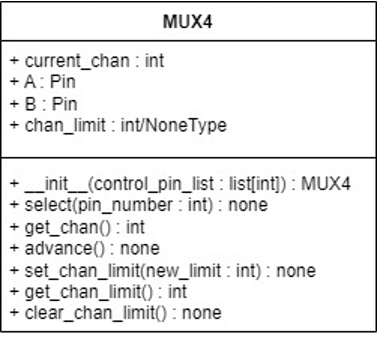 MUX4
+ current_chan : int
+ A : Pin
+ B : Pin
+ chan_limit : int/NoneType
+ __init__(control_pin_list : list[int]) : MUX4
+ select(pin_number : int) : none
+ get_chan() : int
+ advance() : none
+ set_chan_limit(new_limit : int) : none
+ get_chan_limit() : int
+ clear_chan_limit() : none